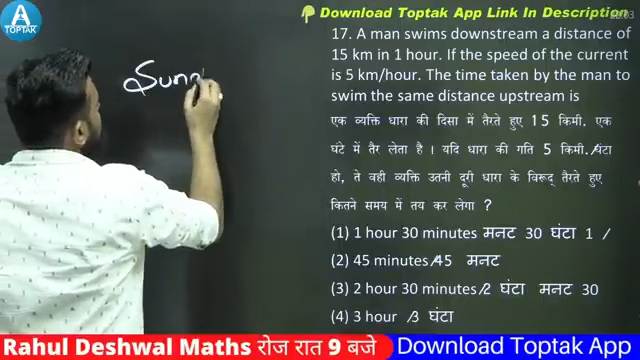 A
TOPTAK
Download Toptak App Link In Description
17. A man swims downstream a distance of
15 km in 1 hour. If the speed of the current
is 5 km/hour. The time taken by the man to
swim the same distance upstream is
एक व्यक्ति धारा की दिसा में तैरते हुए 15 किमी. एक
घंटे में तैर लेता है । यदि धारा की गति 5 किमी./घंटा
हो, ते वही व्यक्ति उतनी दूरी धारा के विरूद् तैरते हुए
कितने समय में तय कर लेगा ?
(1) 1 hour 30 minutes मनट 30 घंटा 1 /
(2) 45 minutes/45 मनट
(3) 2 hour 30 minutes/2 घंटा मनट 30
(4) 3 hour /3 घंटा
Rahul Deshwal Maths रोज रात 9 बजे
Download Toptak App